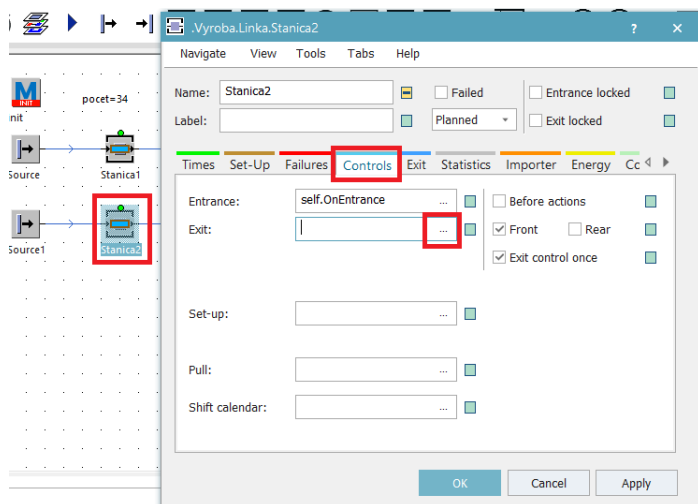 .Vyroba.Linka.Stanica2 ? ×
Navigate View Tools Tabs Help
Name: Stanica2 Failed Entrance locked
Label: Planned Exit locked
Times Set-Up Failures Controls Exit Statistics Importer Energy Cc
Entrance: self.OnEntrance ... Before actions
Exit: ... Front Rear
Exit control once
Set-up: ...
Pull: ...
Shift calendar: ...
OK Cancel Apply
M
INIT
nit
pocet=34
Source Stanica1
Source1 Stanica2